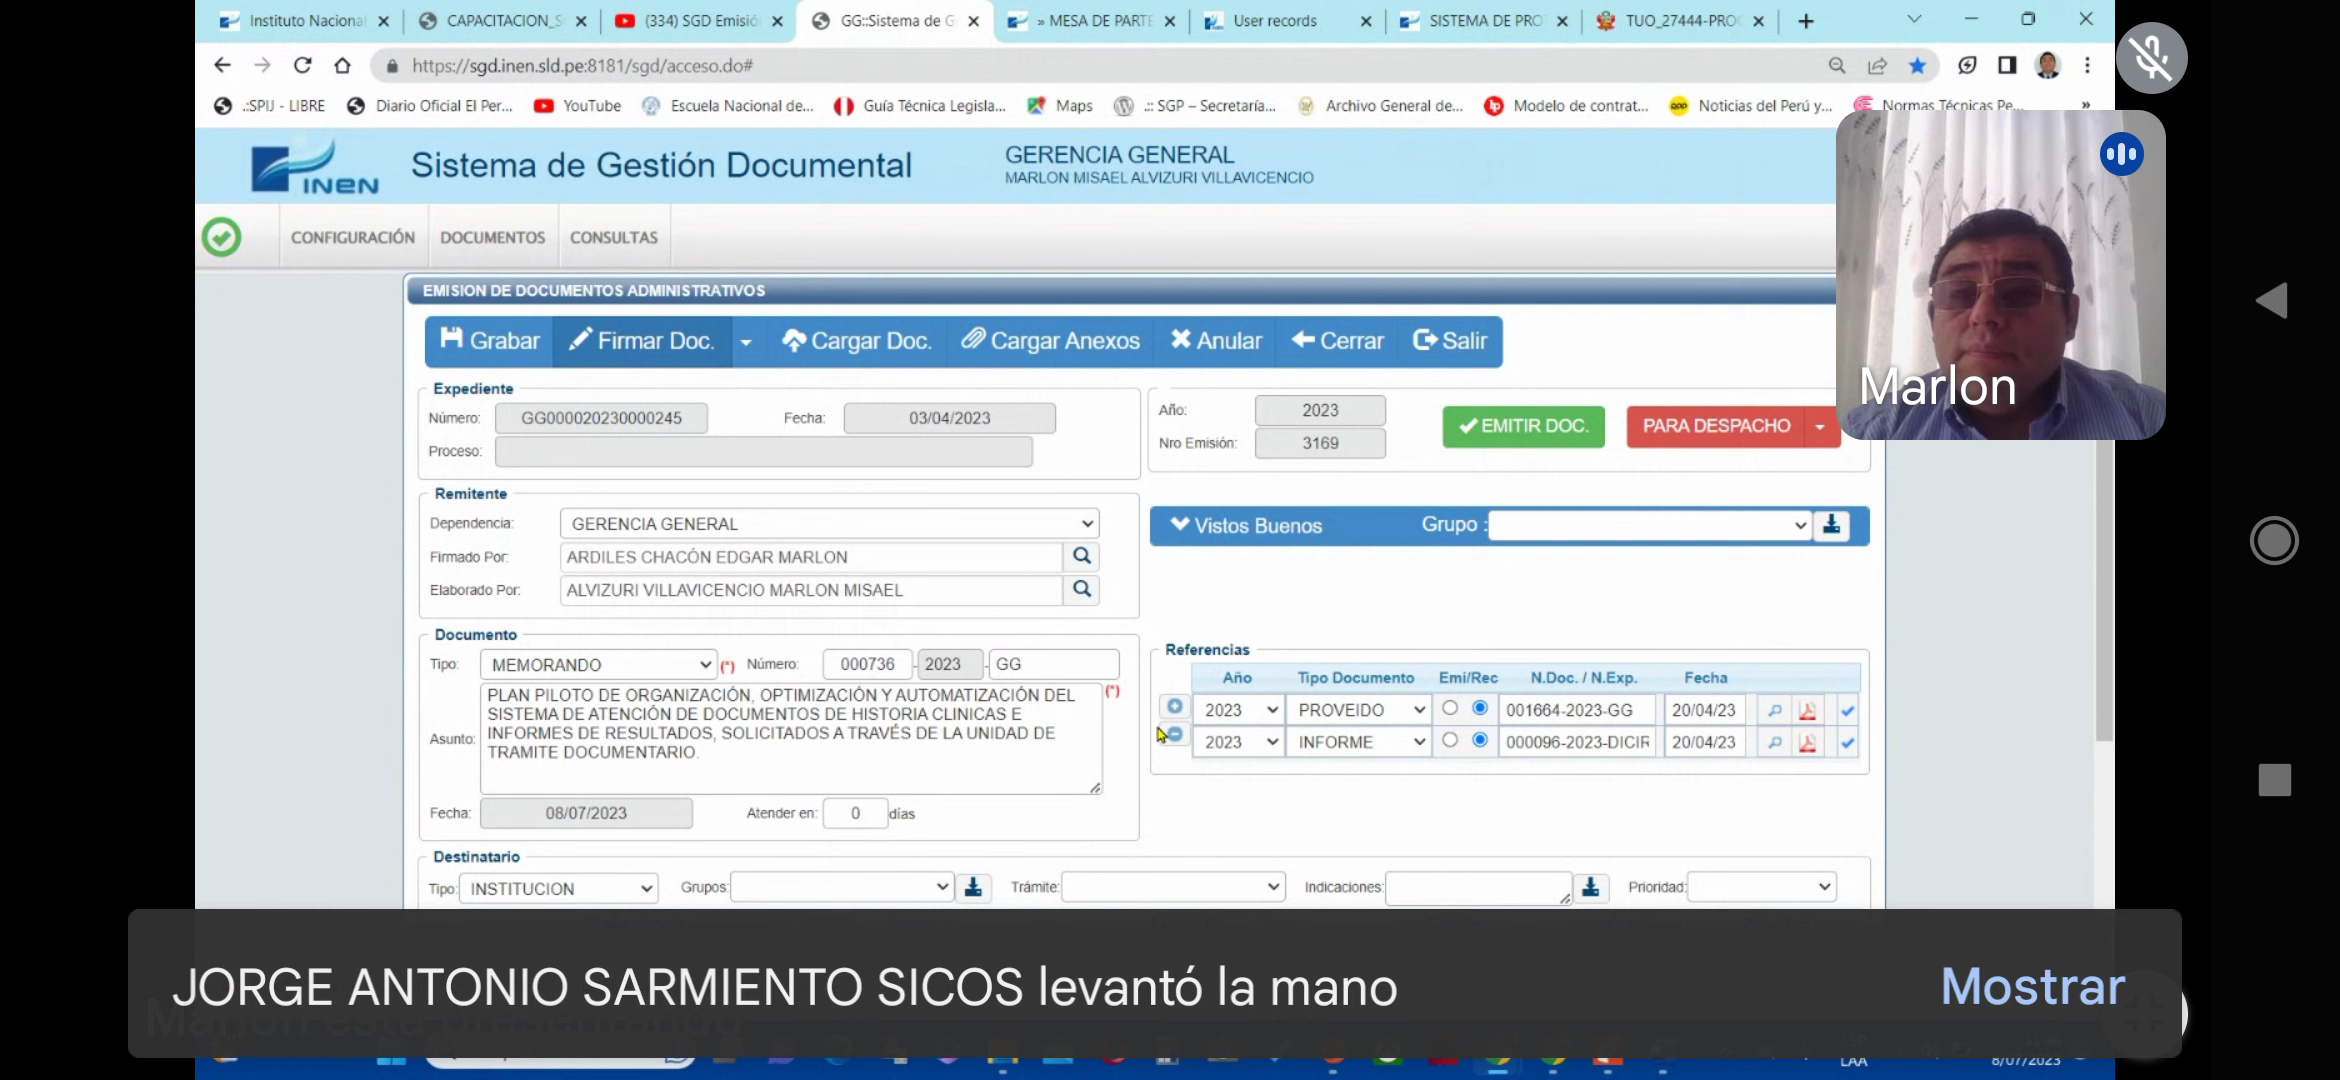 Instituto Nacional
CAPACITACION_S
(334) SGD Emisió
GG::Sistema de G
» MESA DE PARTE
User records
SISTEMA DE PRO
TUO_27444-PRO
https://sgd.inen.sld.pe:8181/sgd/acceso.do#
.:SPIJ - LIBRE
Diario Oficial El Per...
YouTube
Escuela Nacional de...
Guía Técnica Legisla...
Maps
.:: SGP – Secretaría...
Archivo General de...
Modelo de contrat...
Noticias del Perú y...
Normas Técnicas Pe...
»
INEN
Sistema de Gestión Documental
GERENCIA GENERAL
MARLON MISAEL ALVIZURI VILLAVICENCIO
CONFIGURACIÓN DOCUMENTOS CONSULTAS
EMISION DE DOCUMENTOS ADMINISTRATIVOS
Grabar Firmar Doc. Cargar Doc. Cargar Anexos Anular Cerrar Salir
Marlon
Expediente
Número: GG000020230000245 Fecha: 03/04/2023
Proceso:
Año: 2023
Nro Emisión: 3169
EMITIR DOC. PARA DESPACHO
Remitente
Dependencia: GERENCIA GENERAL
Firmado Por: ARDILES CHACÓN EDGAR MARLON
Elaborado Por: ALVIZURI VILLAVICENCIO MARLON MISAEL
Vistos Buenos Grupo :
Documento
Tipo: MEMORANDO (*) Número: 000736 - 2023 - GG
Asunto: PLAN PILOTO DE ORGANIZACIÓN, OPTIMIZACIÓN Y AUTOMATIZACIÓN DEL (*)
SISTEMA DE ATENCIÓN DE DOCUMENTOS DE HISTORIA CLINICAS E
INFORMES DE RESULTADOS, SOLICITADOS A TRAVÉS DE LA UNIDAD DE
TRAMITE DOCUMENTARIO.
Fecha: 08/07/2023 Atender en: 0 días
Referencias
Año Tipo Documento Emi/Rec N.Doc. / N.Exp. Fecha
2023 PROVEIDO 001664-2023-GG 20/04/23
2023 INFORME 000096-2023-DICIR 20/04/23
Destinatario
Tipo: INSTITUCION Grupos: Trámite: Indicaciones: Prioridad:
JORGE ANTONIO SARMIENTO SICOS levantó la mano Mostrar
Marlon está presentando
LAA
8/07/2023